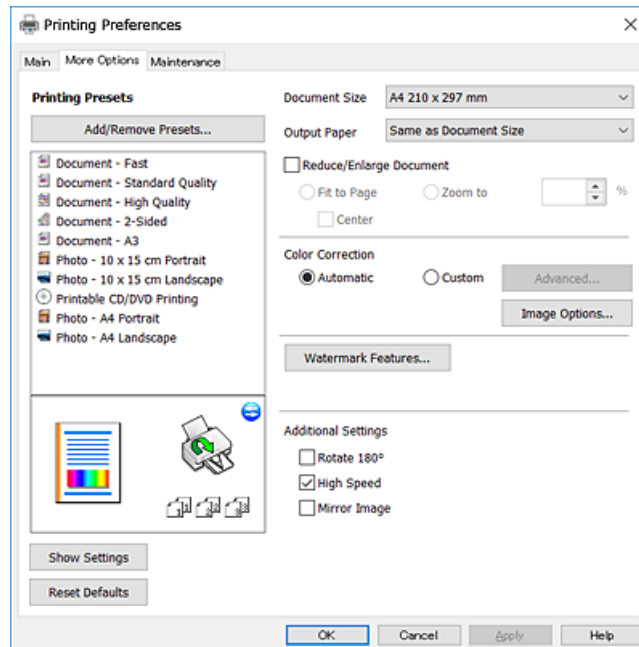 Printing Preferences
Main More Options Maintenance
Printing Presets
Add/Remove Presets...
Document - Fast
Document - Standard Quality
Document - High Quality
Document - 2-Sided
Document - A3
Photo - 10 x 15 cm Portrait
Photo - 10 x 15 cm Landscape
Printable CD/DVD Printing
Photo - A4 Portrait
Photo - A4 Landscape
Show Settings
Reset Defaults
Document Size A4 210 x 297 mm
Output Paper Same as Document Size
Reduce/Enlarge Document
Fit to Page Zoom to %
Center
Color Correction
Automatic Custom Advanced...
Image Options...
Watermark Features...
Additional Settings
Rotate 180°
High Speed
Mirror Image
OK Cancel Apply Help